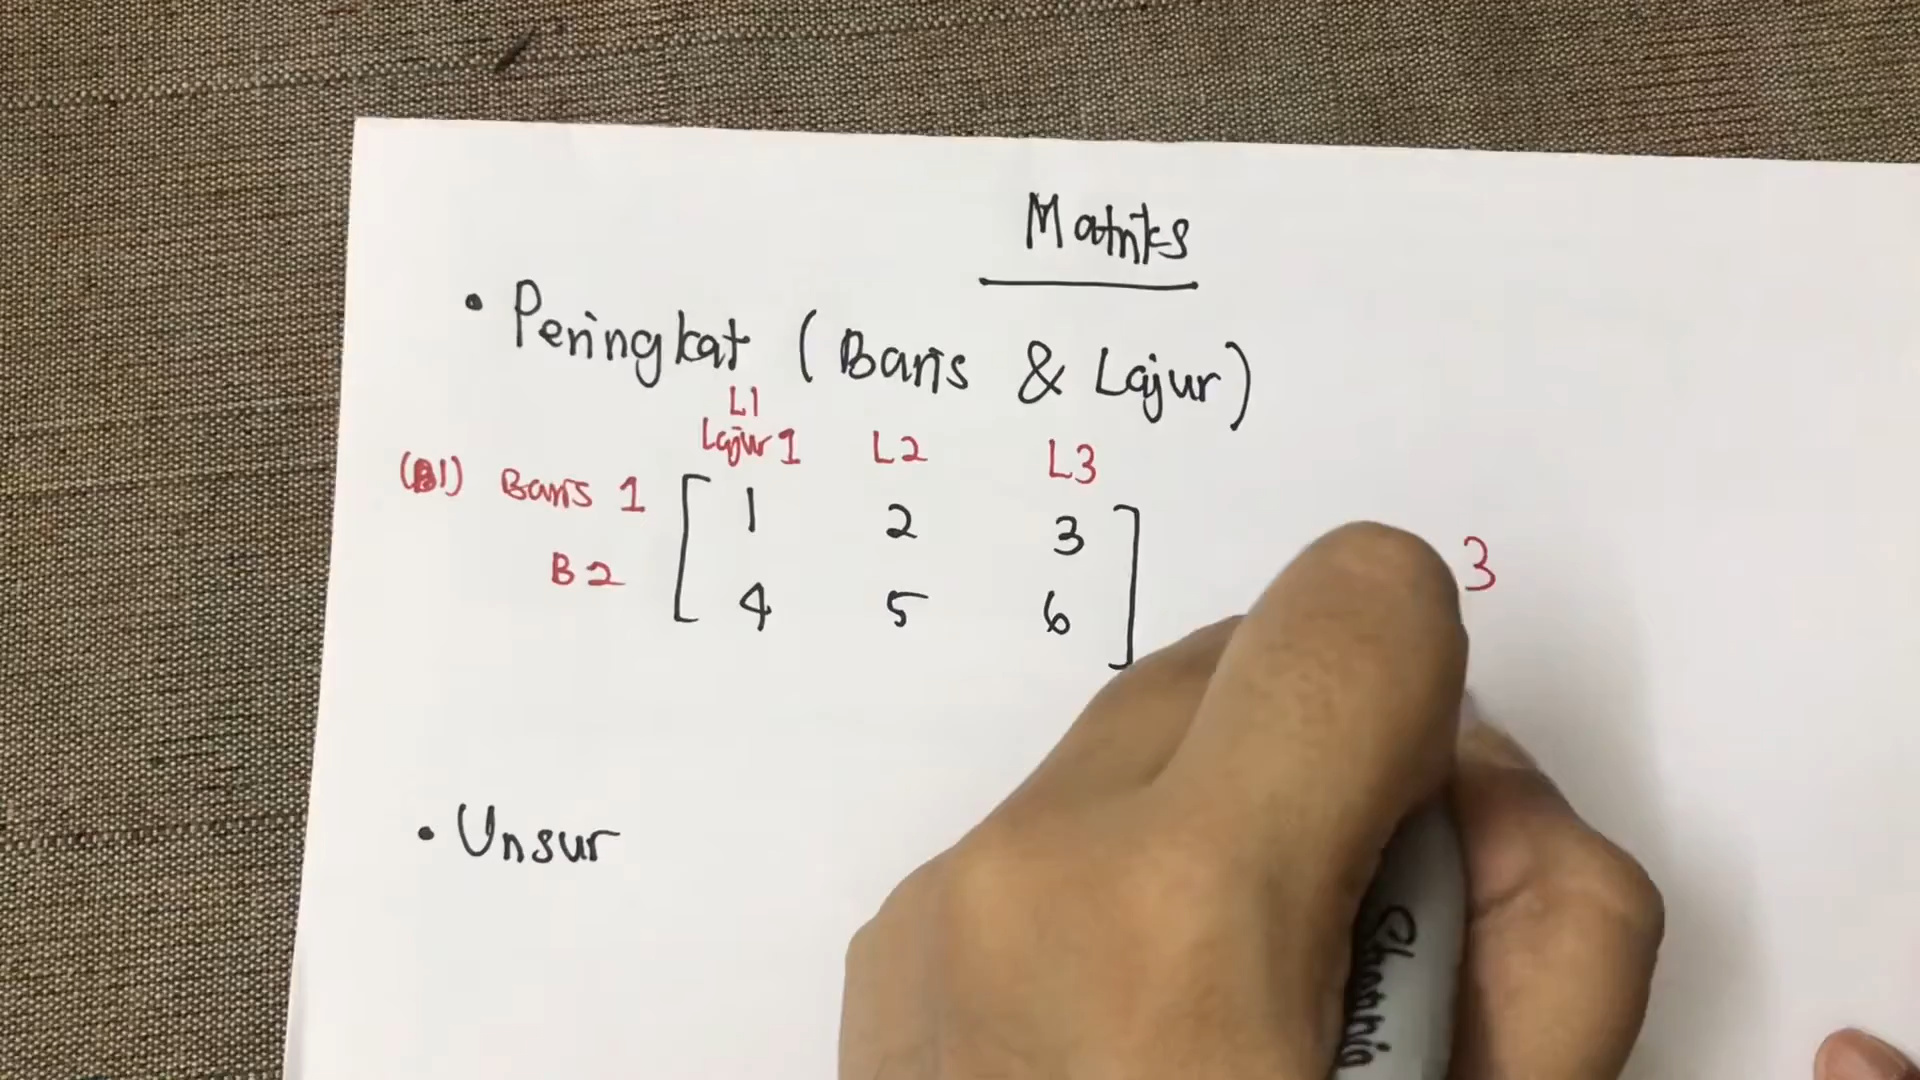 Matriks
• Peringkat (Baris & Lajur)
L1
Lajur 1 L2 L3
(B1) Baris 1 1 2 3
B2 4 5 6
3
• Unsur